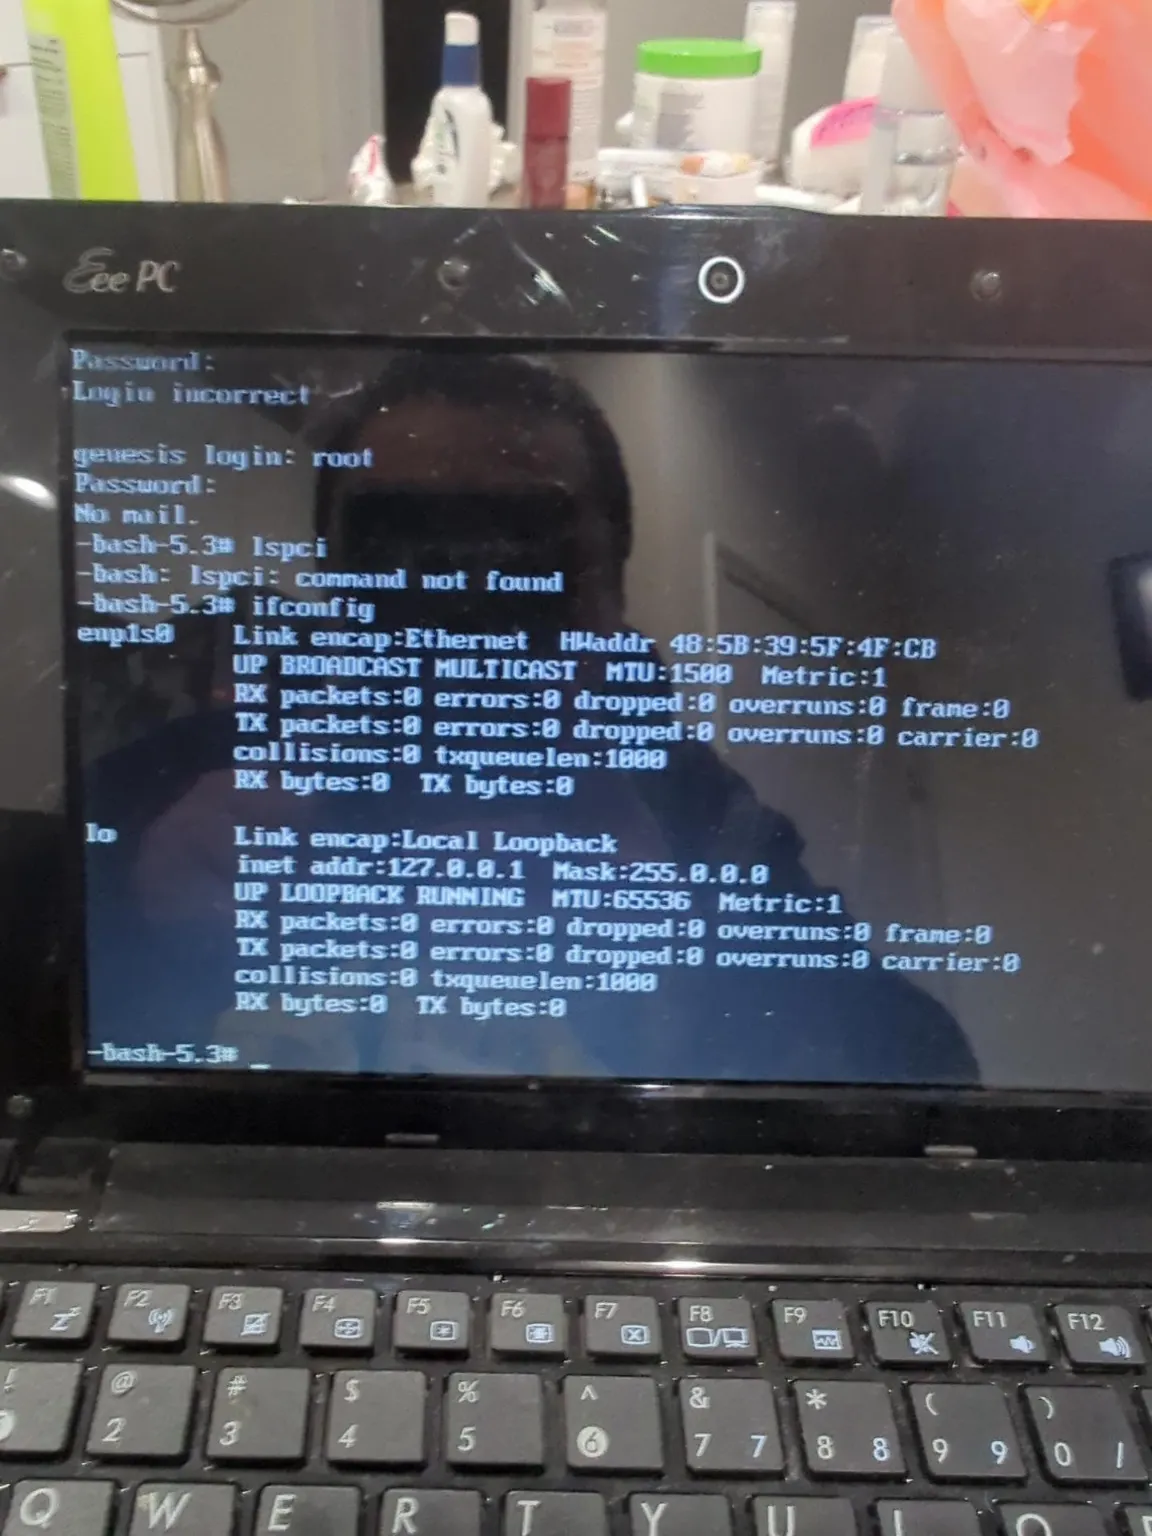 Eee PC
Password:
Login incorrect
genesis login: root
Password:
No mail.
-bash-5.3# lspci
-bash: lspci: command not found
-bash-5.3# ifconfig
enp1s0 Link encap:Ethernet HWaddr 48:5B:39:5F:4F:CB
UP BROADCAST MULTICAST MTU:1500 Metric:1
RX packets:0 errors:0 dropped:0 overruns:0 frame:0
TX packets:0 errors:0 dropped:0 overruns:0 carrier:0
collisions:0 txqueuelen:1000
RX bytes:0 TX bytes:0
lo Link encap:Local Loopback
inet addr:127.0.0.1 Mask:255.0.0.0
UP LOOPBACK RUNNING MTU:65536 Metric:1
RX packets:0 errors:0 dropped:0 overruns:0 frame:0
TX packets:0 errors:0 dropped:0 overruns:0 carrier:0
collisions:0 txqueuelen:1000
RX bytes:0 TX bytes:0
-bash-5.3# _
F1 F2 F3 F4 F5 F6 F7 F8 F9 F10 F11 F12
! @ # $ % ^ & * ( )
2 3 4 5 6 7 7 8 8 9 9 0 /
Q W E R T Y U I O